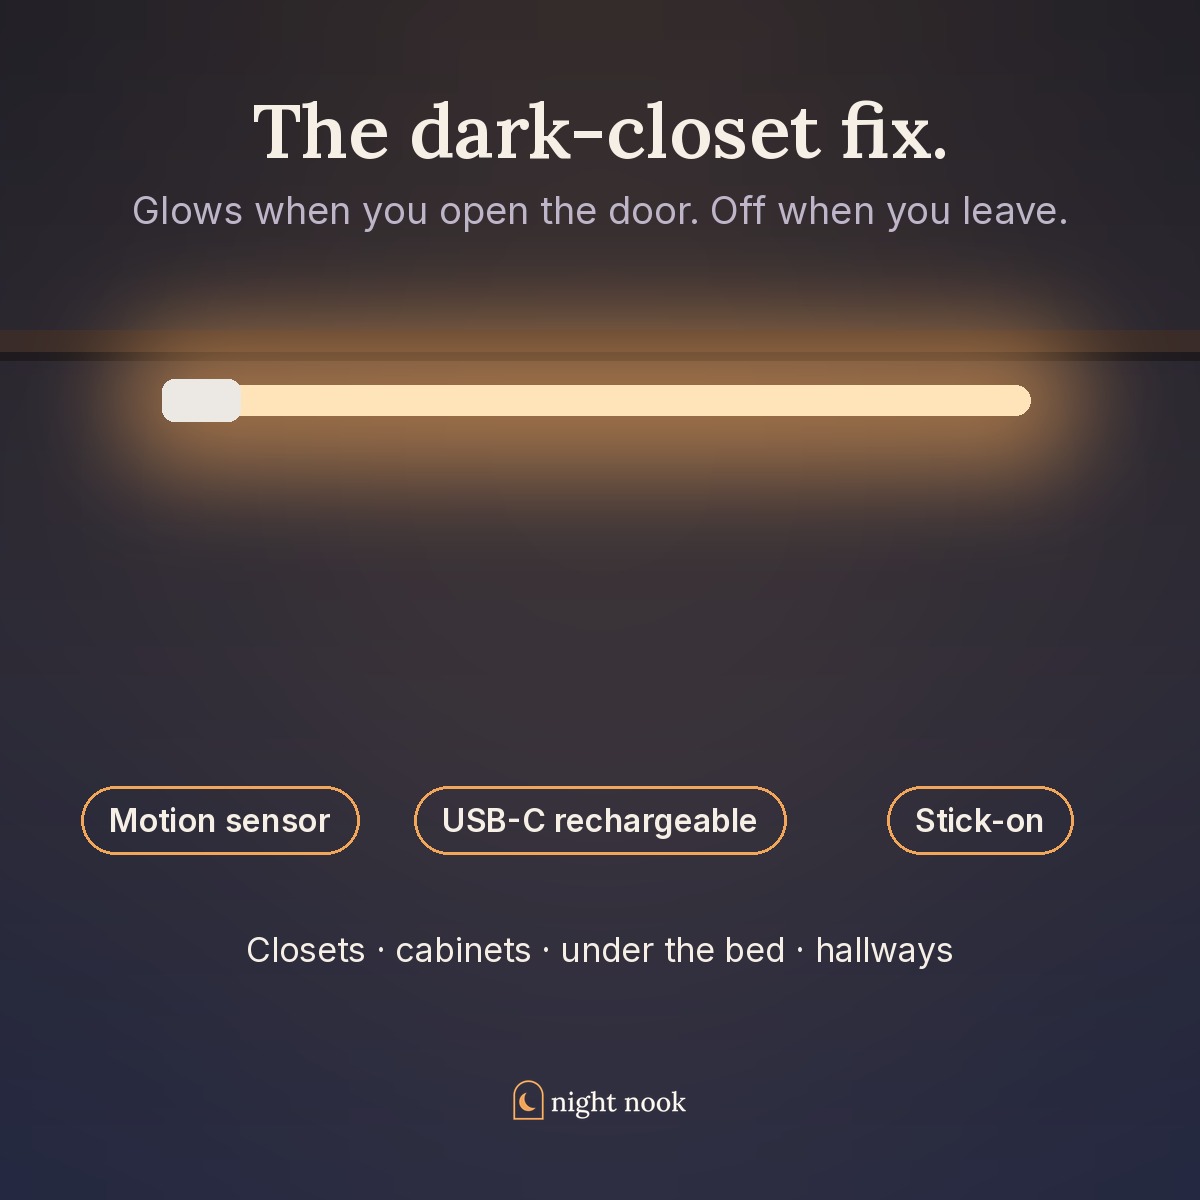 The dark-closet fix.
Glows when you open the door. Off when you leave.
Motion sensor
USB-C rechargeable
Stick-on
Closets · cabinets · under the bed · hallways
night nook